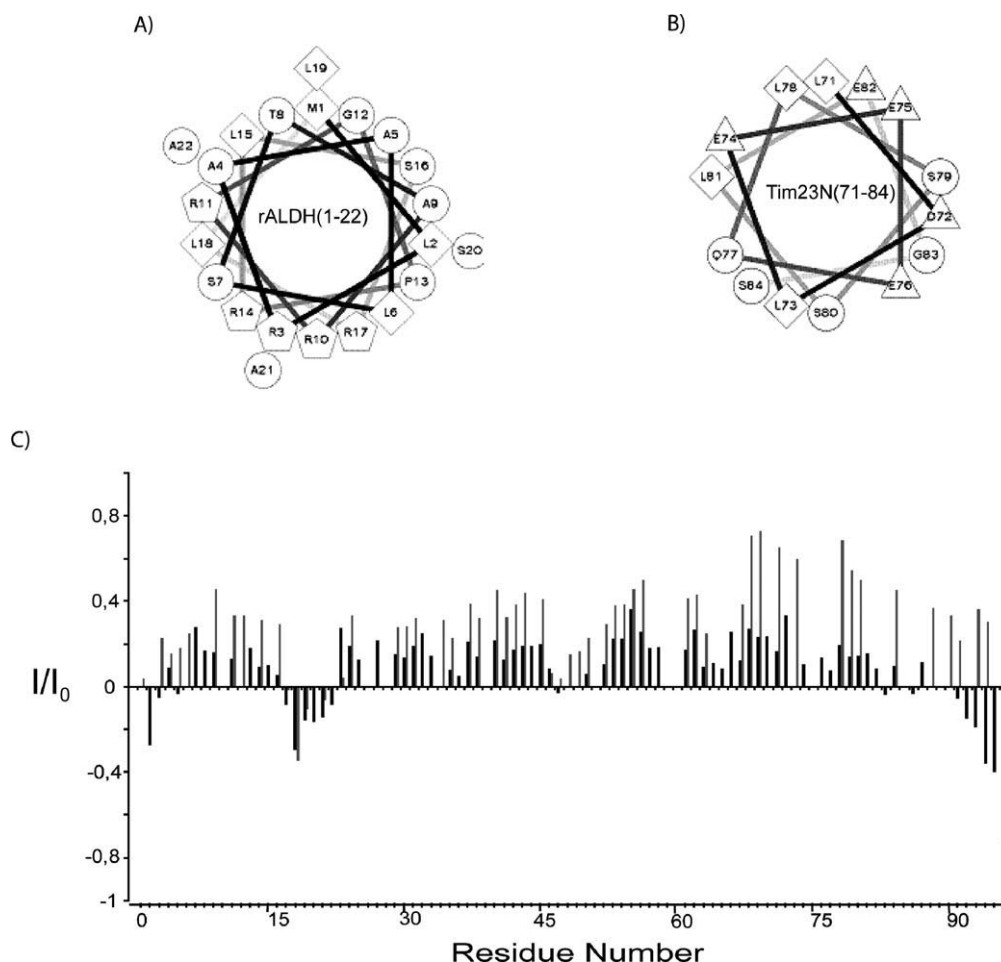 A)
B)
L19
M1
T8
G12
L15
A5
A22
A4
S16
R11
A9
rALDH(1-22)
L18
L2
S20
S7
P13
R14
L6
R3
R10
R17
A21
L78
L71
E82
E75
E74
L81
S79
Tim23N(71-84)
D72
Q77
G83
S84
E76
L73
S80
C)
0,8
0,4
I/I0
0
-0,4
-0,8
-1
0 15 30 45 60 75 90
Residue Number